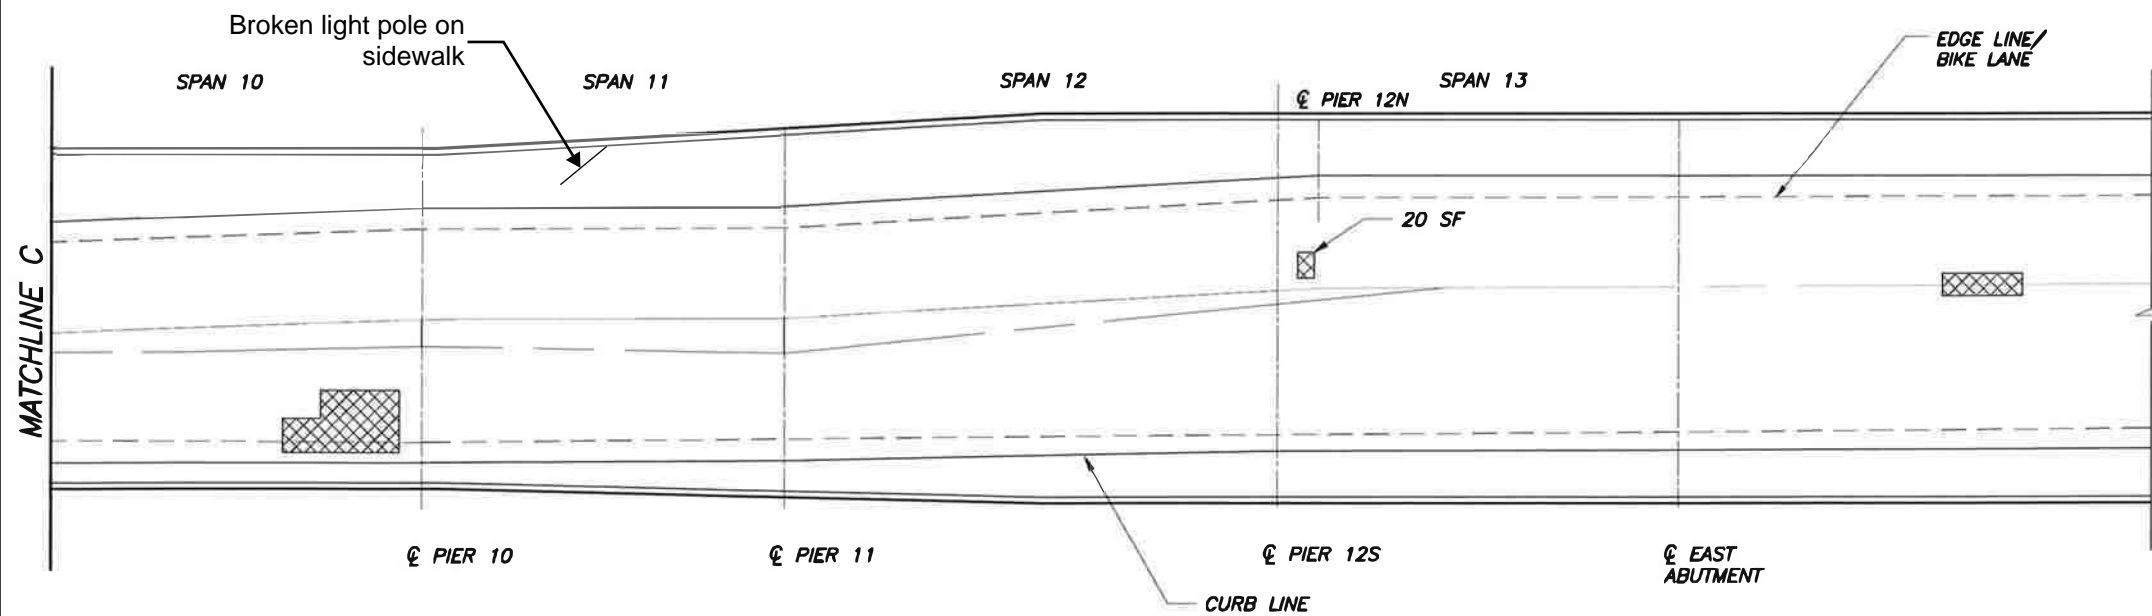 Broken light pole on
sidewalk
SPAN 10
SPAN 11
SPAN 12
SPAN 13
EDGE LINE/
BIKE LANE
℄ PIER 12N
20 SF
MATCHLINE C
℄ PIER 10
℄ PIER 11
℄ PIER 12S
℄ EAST
ABUTMENT
CURB LINE